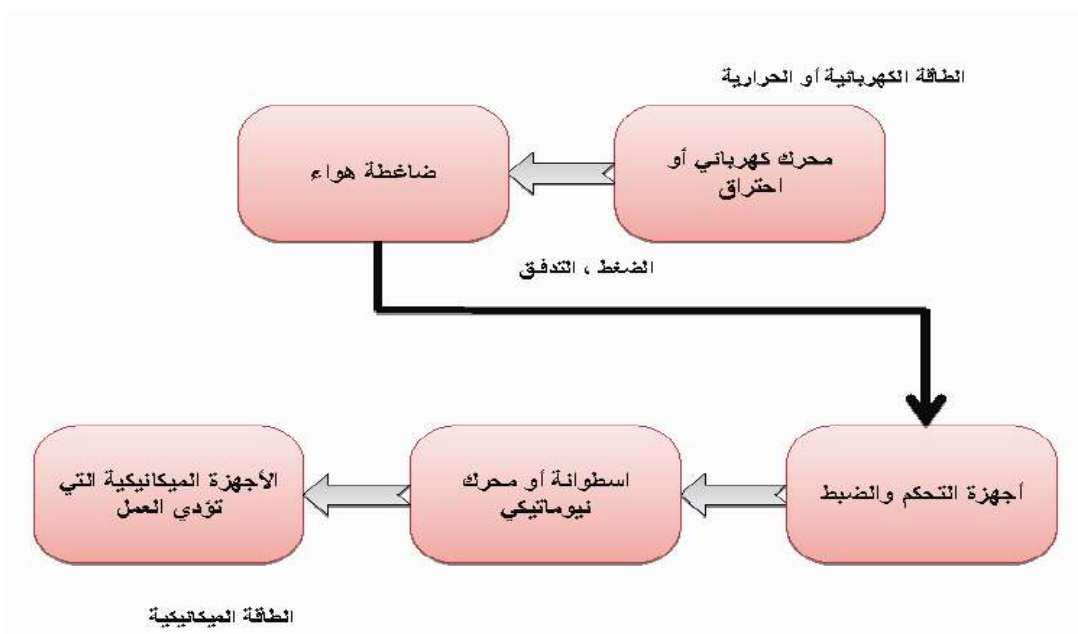 الطاقة الكهربائية أو الحرارية
محرك كهربائي أو
احتراق
ضاغطة هواء
الضغط ، التدفق
أجهزة التحكم والضبط
اسطوانة أو محرك
نيوماتيكي
الأجهزة الميكانيكية التي
تؤدي العمل
الطاقة الميكانيكية